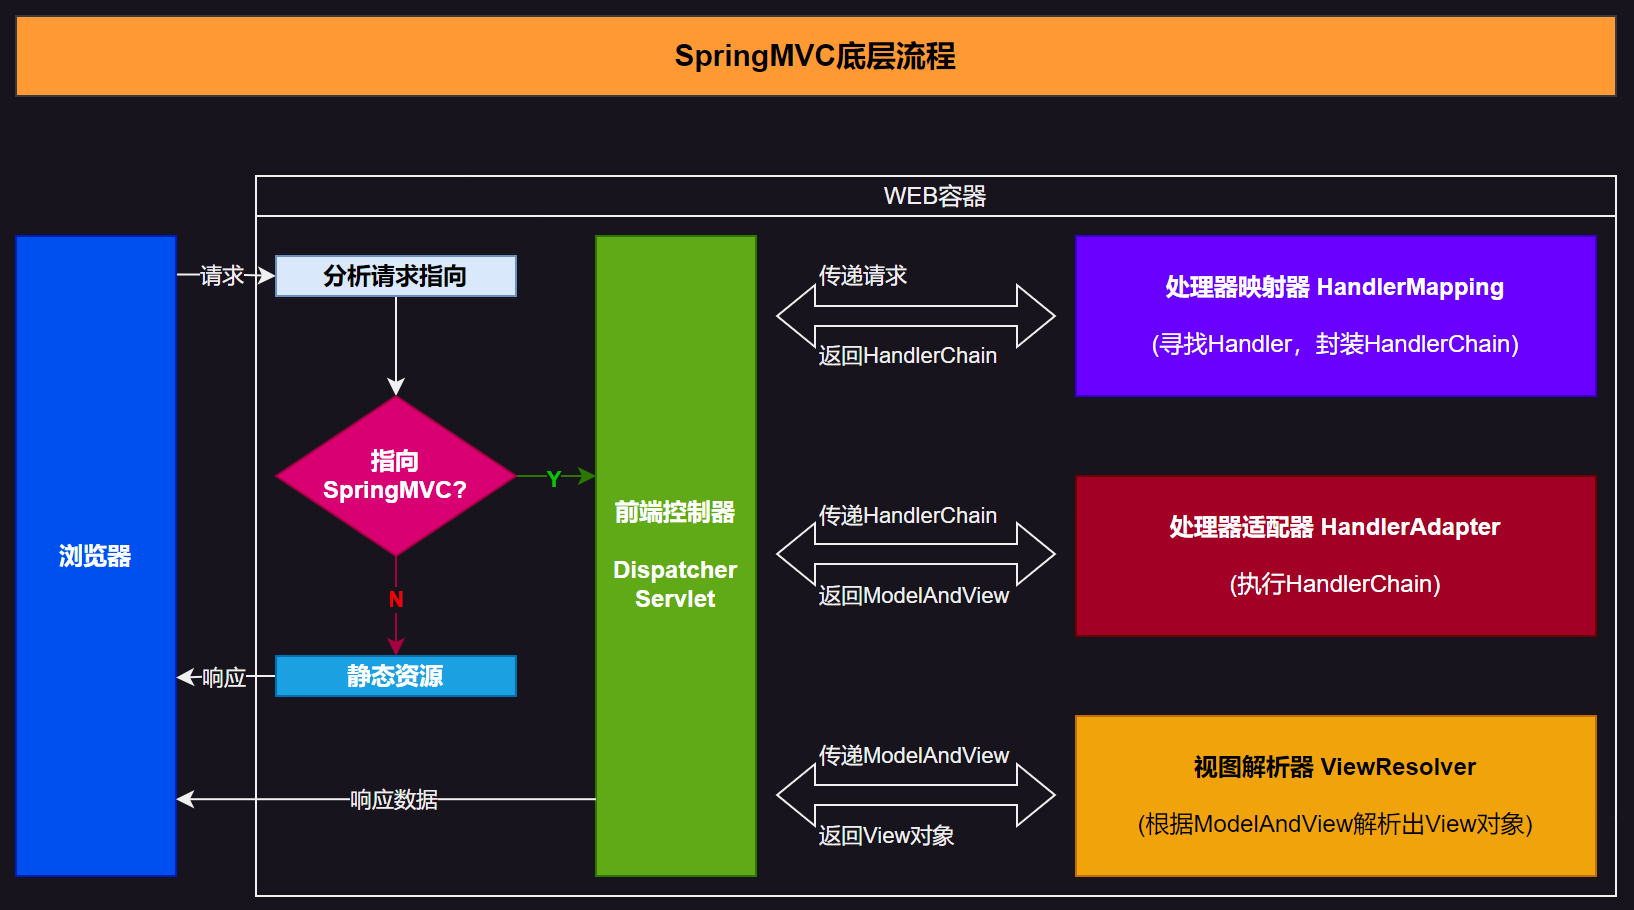 SpringMVC底层流程
WEB容器
浏览器
请求
分析请求指向
指向
SpringMVC?
Y
N
静态资源
响应
响应数据
前端控制器
Dispatcher
Servlet
传递请求
返回HandlerChain
处理器映射器 HandlerMapping
(寻找Handler，封装HandlerChain)
传递HandlerChain
返回ModelAndView
处理器适配器 HandlerAdapter
(执行HandlerChain)
传递ModelAndView
返回View对象
视图解析器 ViewResolver
(根据ModelAndView解析出View对象)